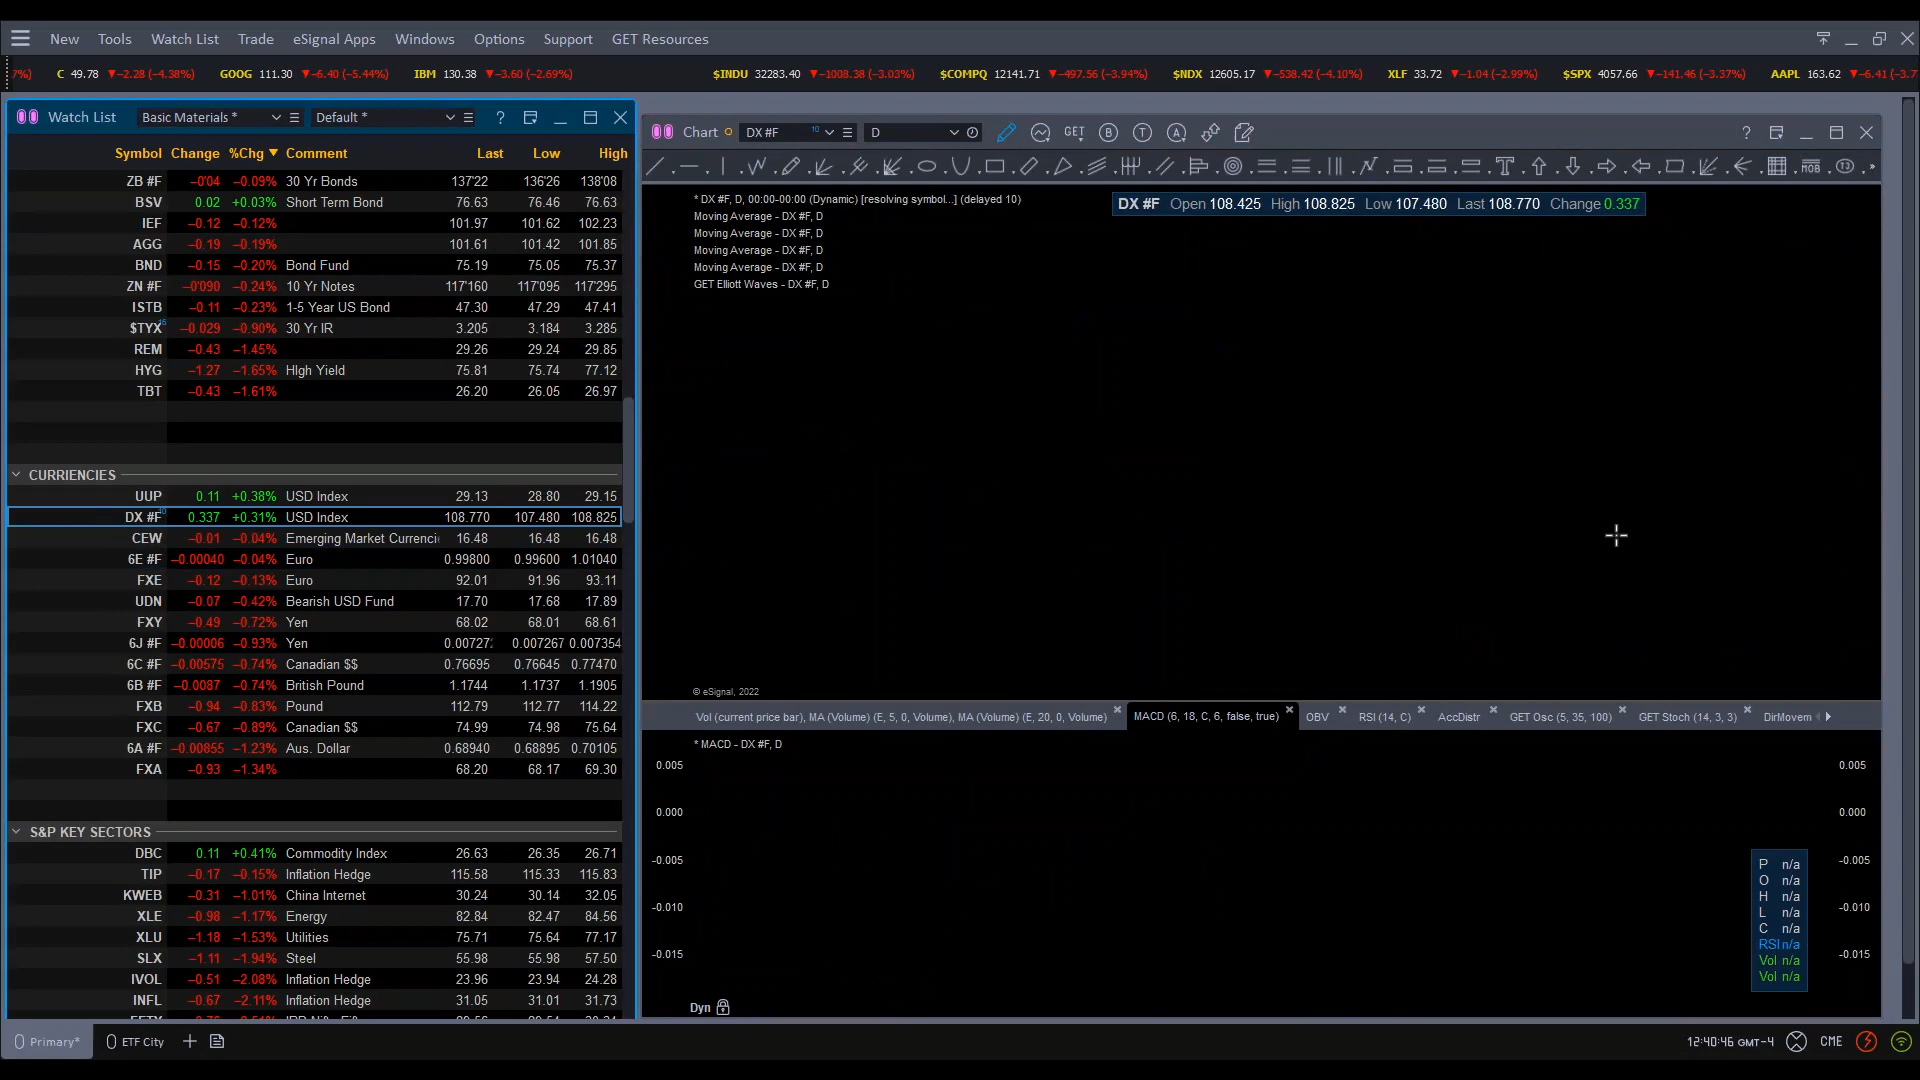 New Tools Watch List Trade eSignal Apps Windows Options Support GET Resources
7%) C 49.78 ▼−2.28 (−4.38%) GOOG 111.30 ▼−6.40 (−5.44%) IBM 130.38 ▼−3.60 (−2.69%) $INDU 32283.40 ▼−1008.38 (−3.03%) $COMPQ 12141.71 ▼−497.56 (−3.94%) $NDX 12605.17 ▼−538.42 (−4.10%) XLF 33.72 ▼−1.04 (−2.99%) $SPX 4057.66 ▼−141.46 (−3.37%) AAPL 163.62 ▼−6.41 (−3.7
Watch List Basic Materials * Default * ?
Symbol Change %Chg ▼ Comment Last Low High
ZB #F −0'04 −0.09% 30 Yr Bonds 137'22 136'26 138'08
BSV 0.02 +0.03% Short Term Bond 76.63 76.46 76.63
IEF −0.12 −0.12% 101.97 101.62 102.23
AGG −0.19 −0.19% 101.61 101.42 101.85
BND −0.15 −0.20% Bond Fund 75.19 75.05 75.37
ZN #F −0'090 −0.24% 10 Yr Notes 117'160 117'095 117'295
ISTB −0.11 −0.23% 1-5 Year US Bond 47.30 47.29 47.41
$TYX −0.029 −0.90% 30 Yr IR 3.205 3.184 3.285
REM −0.43 −1.45% 29.26 29.24 29.85
HYG −1.27 −1.65% HIgh Yield 75.81 75.74 77.12
TBT −0.43 −1.61% 26.20 26.05 26.97
CURRIENCIES
UUP 0.11 +0.38% USD Index 29.13 28.80 29.15
DX #F 10 0.337 +0.31% USD Index 108.770 107.480 108.825
CEW −0.01 −0.04% Emerging Market Currenci 16.48 16.48 16.48
6E #F −0.00040 −0.04% Euro 0.99800 0.99600 1.01040
FXE −0.12 −0.13% Euro 92.01 91.96 93.11
UDN −0.07 −0.42% Bearish USD Fund 17.70 17.68 17.89
FXY −0.49 −0.72% Yen 68.02 68.01 68.61
6J #F −0.00006 −0.93% Yen 0.00727 0.007267 0.007354
6C #F −0.00575 −0.74% Canadian $$ 0.76695 0.76645 0.77470
6B #F −0.0087 −0.74% British Pound 1.1744 1.1737 1.1905
FXB −0.94 −0.83% Pound 112.79 112.77 114.22
FXC −0.67 −0.89% Canadian $$ 74.99 74.98 75.64
6A #F −0.00855 −1.23% Aus. Dollar 0.68940 0.68895 0.70105
FXA −0.93 −1.34% 68.20 68.17 69.30
S&P KEY SECTORS
DBC 0.11 +0.41% Commodity Index 26.63 26.35 26.71
TIP −0.17 −0.15% Inflation Hedge 115.58 115.33 115.83
KWEB −0.31 −1.01% China Internet 30.24 30.14 32.05
XLE −0.98 −1.17% Energy 82.84 82.47 84.56
XLU −1.18 −1.53% Utilities 75.71 75.64 77.17
SLX −1.11 −1.94% Steel 55.98 55.98 57.50
IVOL −0.51 −2.08% Inflation Hedge 23.96 23.94 24.28
INFL −0.67 −2.11% Inflation Hedge 31.05 31.01 31.73
Chart DX #F 10 D GET B T A ?
MOB
* DX #F, D, 00:00-00:00 (Dynamic) [resolving symbol...] (delayed 10)
DX #F Open 108.425 High 108.825 Low 107.480 Last 108.770 Change 0.337
Moving Average - DX #F, D
Moving Average - DX #F, D
Moving Average - DX #F, D
Moving Average - DX #F, D
GET Elliott Waves - DX #F, D
© eSignal, 2022
Vol (current price bar), MA (Volume) (E, 5, 0, Volume), MA (Volume) (E, 20, 0, Volume) MACD (6, 18, C, 6, false, true) OBV RSI (14, C) AccDistr GET Osc (5, 35, 100) GET Stoch (14, 3, 3) DirMovem
* MACD - DX #F, D
0.005 0.005
0.000 0.000
−0.005 −0.005
−0.010 −0.010
−0.015 −0.015
P n/a
O n/a
H n/a
L n/a
C n/a
RSI n/a
Vol n/a
Vol n/a
Dyn
Primary* ETF City 12:40:46 GMT-4 CME